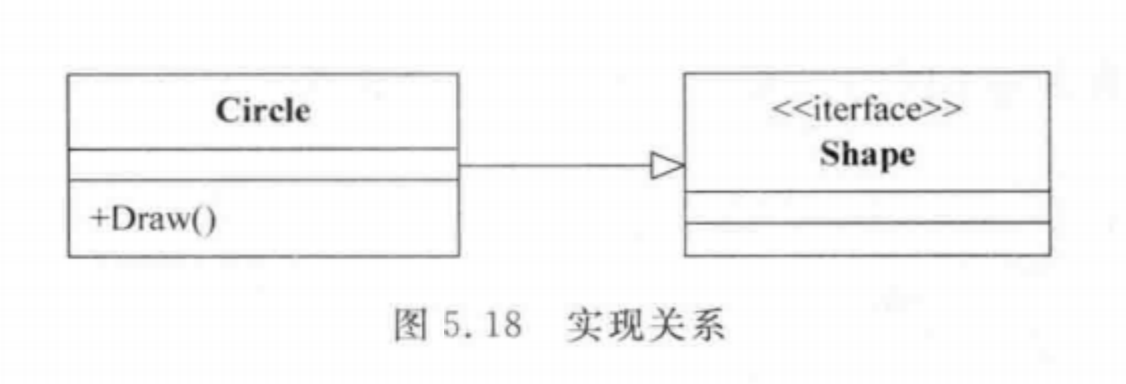 Circle
+Draw()
<<iterface>>
Shape
图 5.18 实现关系